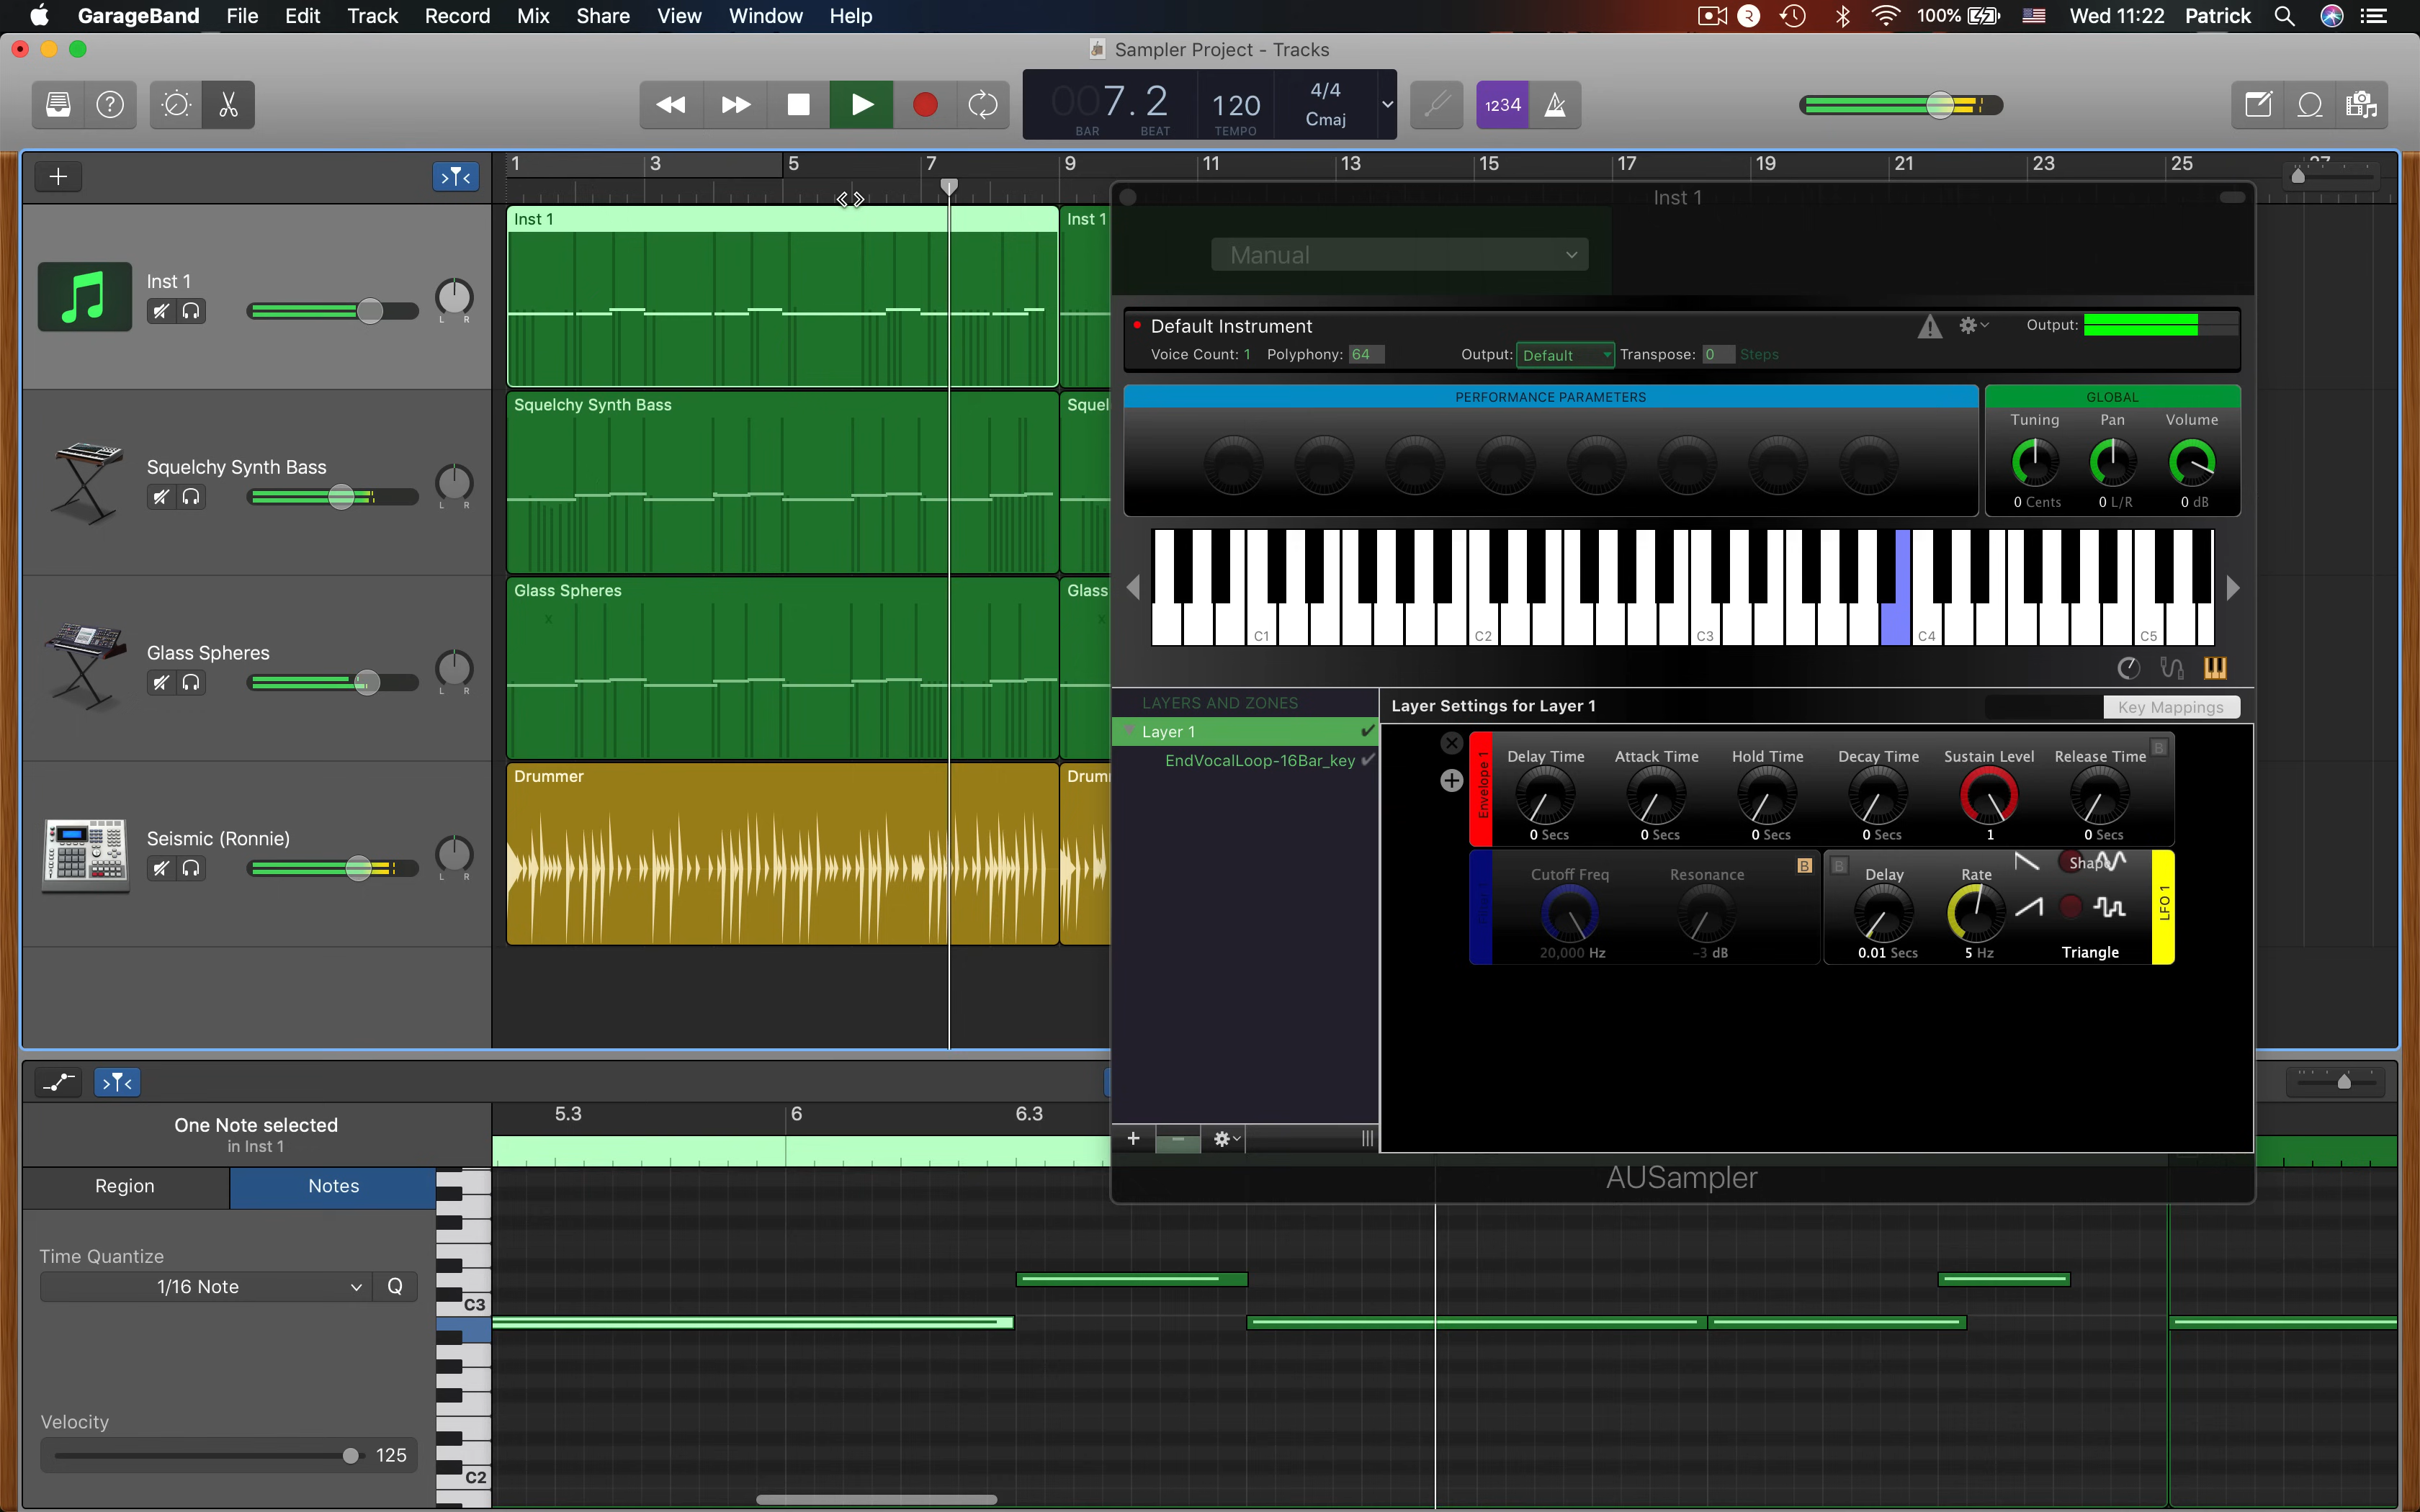 GarageBand File Edit Track Record Mix Share View Window Help
100% Wed 11:22 Patrick
Sampler Project - Tracks
007.2 120 4/4
Cmaj
BAR BEAT TEMPO
1234
1 3 5 7 9 11 13 15 17 19 21 23 25 27
Inst 1
Inst 1
Inst 1
L R
Squelchy Synth Bass
Squel
Squelchy Synth Bass
L R
Glass Spheres
Glass
Glass Spheres
L R
Drummer
Drum
Seismic (Ronnie)
L R
Inst 1
Manual
Default Instrument
Output:
Voice Count: 1 Polyphony: 64 Output: Default Transpose: 0 Steps
PERFORMANCE PARAMETERS
GLOBAL
Tuning Pan Volume
0 Cents 0 L/R 0 dB
C1 C2 C3 C4 C5
LAYERS AND ZONES
Layer 1
EndVocalLoop-16Bar_key
Layer Settings for Layer 1
Key Mappings
Envelope 1
Delay Time Attack Time Hold Time Decay Time Sustain Level Release Time B
0 Secs 0 Secs 0 Secs 0 Secs 1 0 Secs
Cutoff Freq Resonance B
20,000 Hz -3 dB
B Delay Rate Shape
0.01 Secs 5 Hz Triangle
LFO 1
AUSampler
One Note selected
in Inst 1
5.3 6 6.3
Region Notes
Time Quantize
1/16 Note Q
C3
Velocity
125
C2